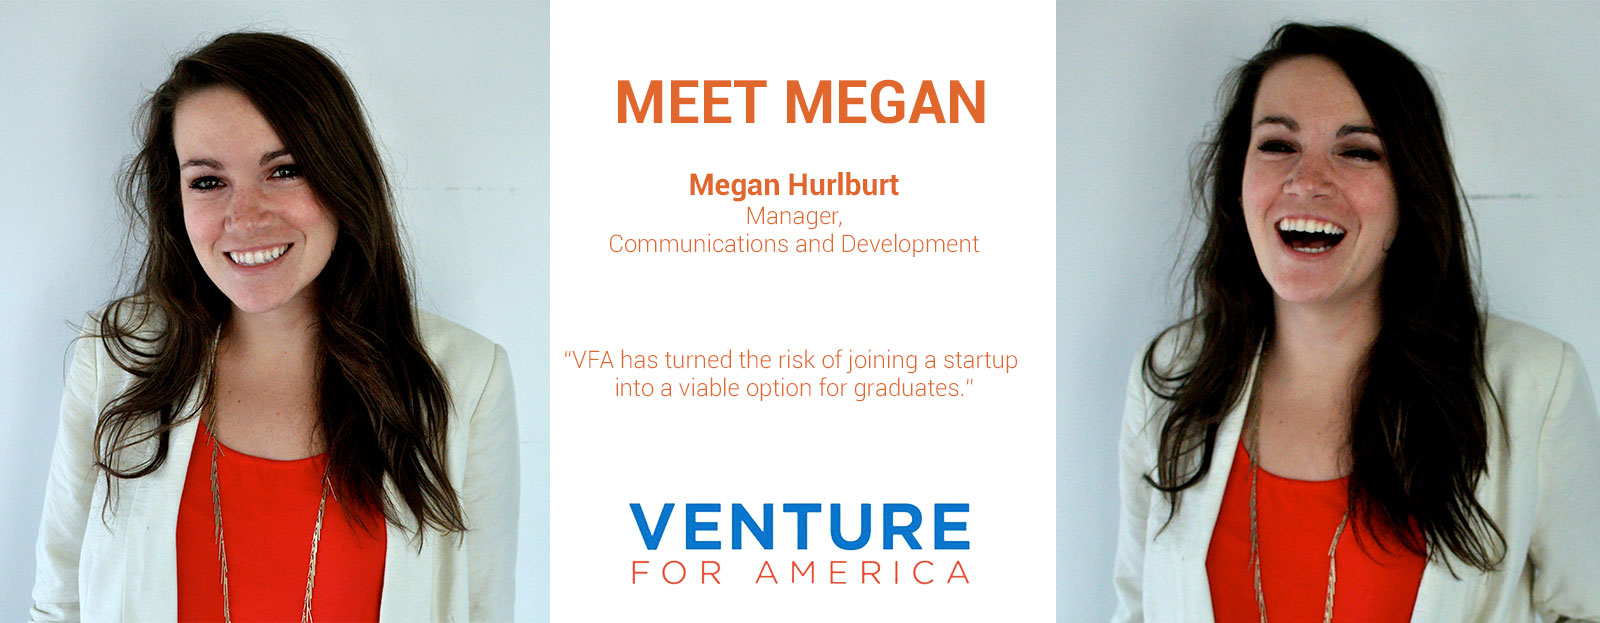 MEET MEGAN
Megan Hurlburt
Manager,
Communications and Development
“VFA has turned the risk of joining a startup
into a viable option for graduates.”
VENTURE
FOR AMERICA